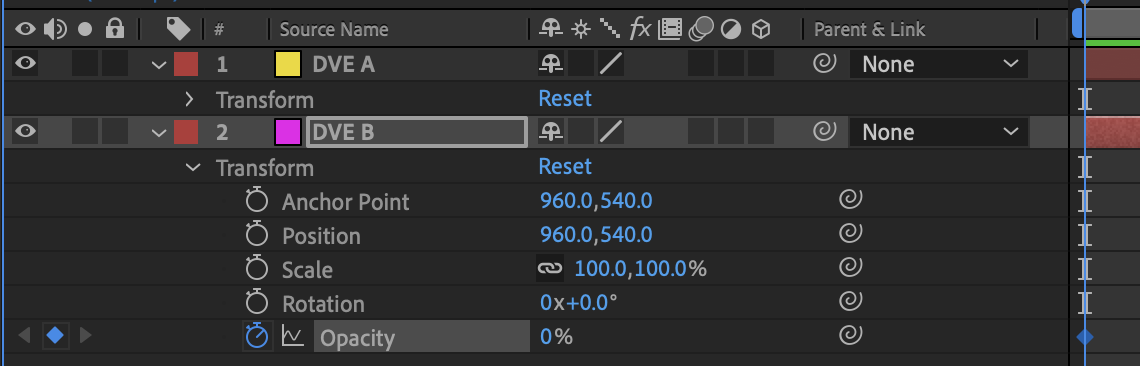 # Source Name fx Parent & Link
1 DVE A None
Transform Reset
2 DVE B None
Transform Reset
Anchor Point 960.0,540.0
Position 960.0,540.0
Scale 100.0,100.0%
Rotation 0x+0.0°
Opacity 0%